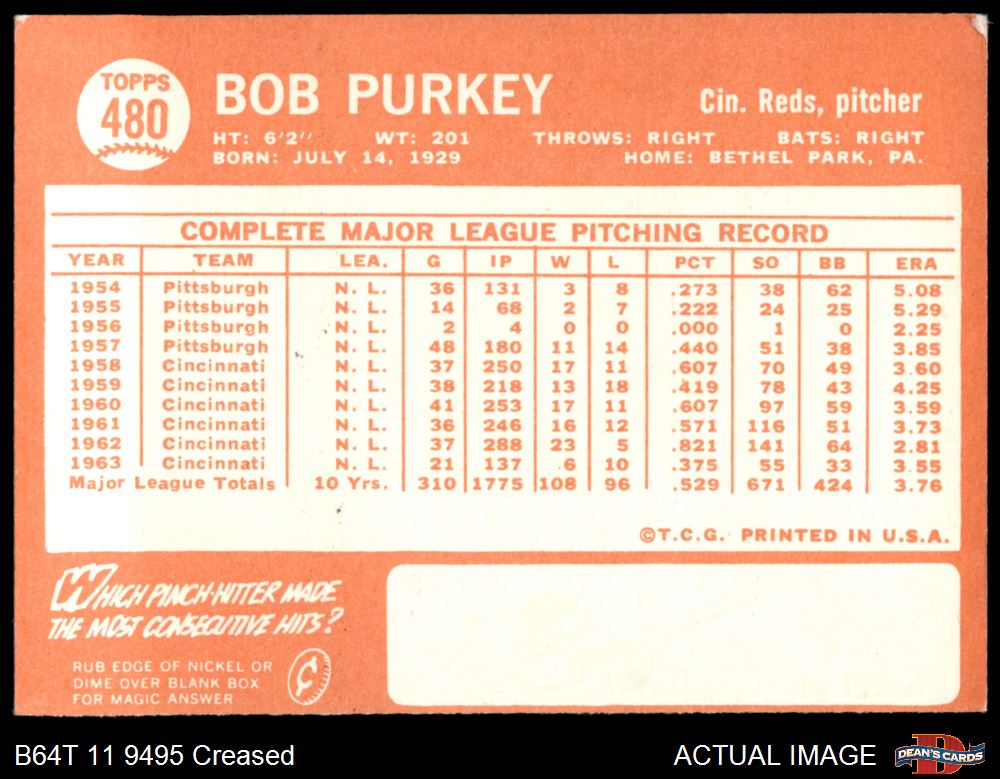 TOPPS
480
BOB PURKEY
Cin. Reds, pitcher
HT: 6'2" WT: 201 THROWS: RIGHT BATS: RIGHT
BORN: JULY 14, 1929 HOME: BETHEL PARK, PA.
COMPLETE MAJOR LEAGUE PITCHING RECORD
YEAR TEAM LEA. G IP W L PCT SO BB ERA
1954 Pittsburgh N. L. 36 131 3 8 .273 38 62 5.08
1955 Pittsburgh N. L. 14 68 2 7 .222 24 25 5.29
1956 Pittsburgh N. L. 2 4 0 0 .000 1 0 2.25
1957 Pittsburgh N. L. 48 180 11 14 .440 51 38 3.85
1958 Cincinnati N. L. 37 250 17 11 .607 70 49 3.60
1959 Cincinnati N. L. 38 218 13 18 .419 78 43 4.25
1960 Cincinnati N. L. 41 253 17 11 .607 97 59 3.59
1961 Cincinnati N. L. 36 246 16 12 .571 116 51 3.73
1962 Cincinnati N. L. 37 288 23 5 .821 141 64 2.81
1963 Cincinnati N. L. 21 137 6 10 .375 55 33 3.55
Major League Totals 10 Yrs. 310 1775 108 96 .529 671 424 3.76
©T.C.G. PRINTED IN U.S.A.
WHICH PINCH-HITTER MADE
THE MOST CONSECUTIVE HITS?
RUB EDGE OF NICKEL OR
DIME OVER BLANK BOX
FOR MAGIC ANSWER
¢
B64T 11 9495 Creased
ACTUAL IMAGE
DEAN'S CARDS